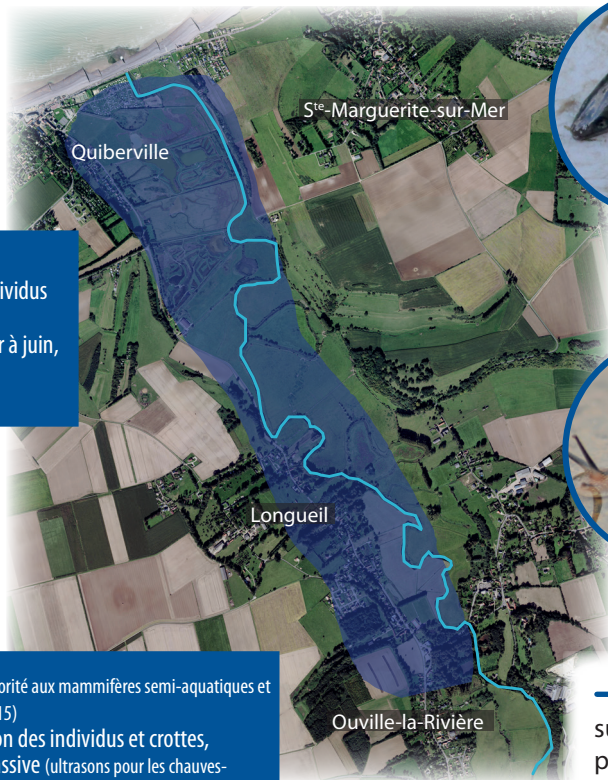 Sᵗᵉ-Marguerite-sur-Mer
Quiberville
ividus
r à juin,
Longueil
orité aux mammifères semi-aquatiques et
15)
on des individus et crottes,
ssive (ultrasons pour les chauves-
Ouville-la-Rivière
su
p